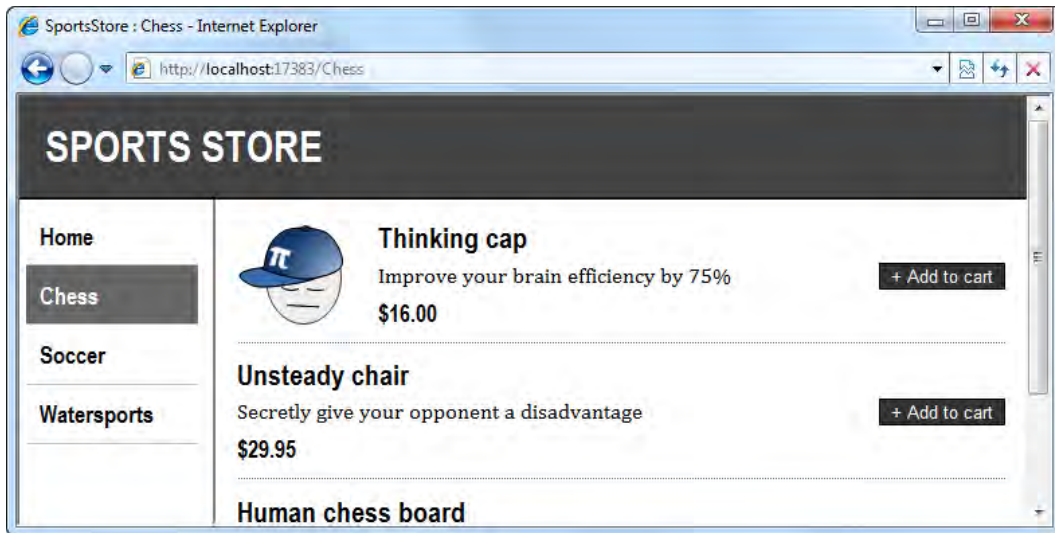 SportsStore : Chess - Internet Explorer
http://localhost:17383/Chess
SPORTS STORE
Home
Chess
Soccer
Watersports
π
Thinking cap
Improve your brain efficiency by 75%
$16.00
+ Add to cart
Unsteady chair
Secretly give your opponent a disadvantage
$29.95
+ Add to cart
Human chess board